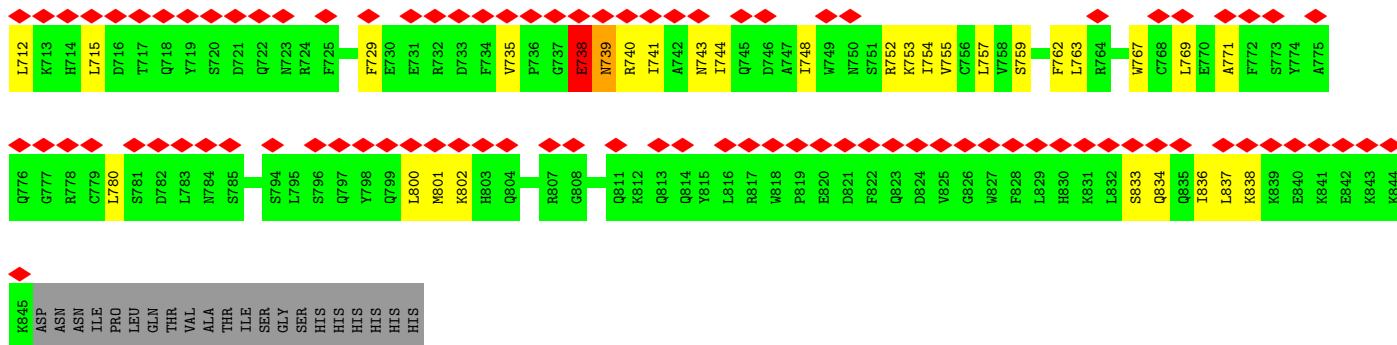 L712 K713 H714 L715 D716 T717 Q718 Y719 S720 D721 Q722 N723 R724 F725 F729 E730 E731 R732 D733 F734 V735 P736 G737 E738 N739 R740 I741 A742 N743 I744 Q745 D746 A747 I748 W749 N750 S751 R752 K753 I754 V755 C756 L757 V758 S759 F762 L763 R764 W767 C768 L769 E770 A771 F772 S773 Y774 A775
Q776 G777 R778 C779 L780 S781 D782 L783 N784 S785 S794 L795 S796 Q797 Y798 Q799 L800 M801 K802 H803 Q804 R807 G808 Q811 K812 Q813 Q814 Y815 L816 R817 W818 P819 E820 D821 F822 Q823 D824 V825 G826 W827 F828 L829 H830 K831 L832 S833 Q834 Q835 I836 L837 K838 K839 E840 K841 E842 K843 K844
K845 ASP ASN ASN ILE PRO LEU GLN THR VAL ALA THR ILE SER GLY SER HIS HIS HIS HIS HIS HIS